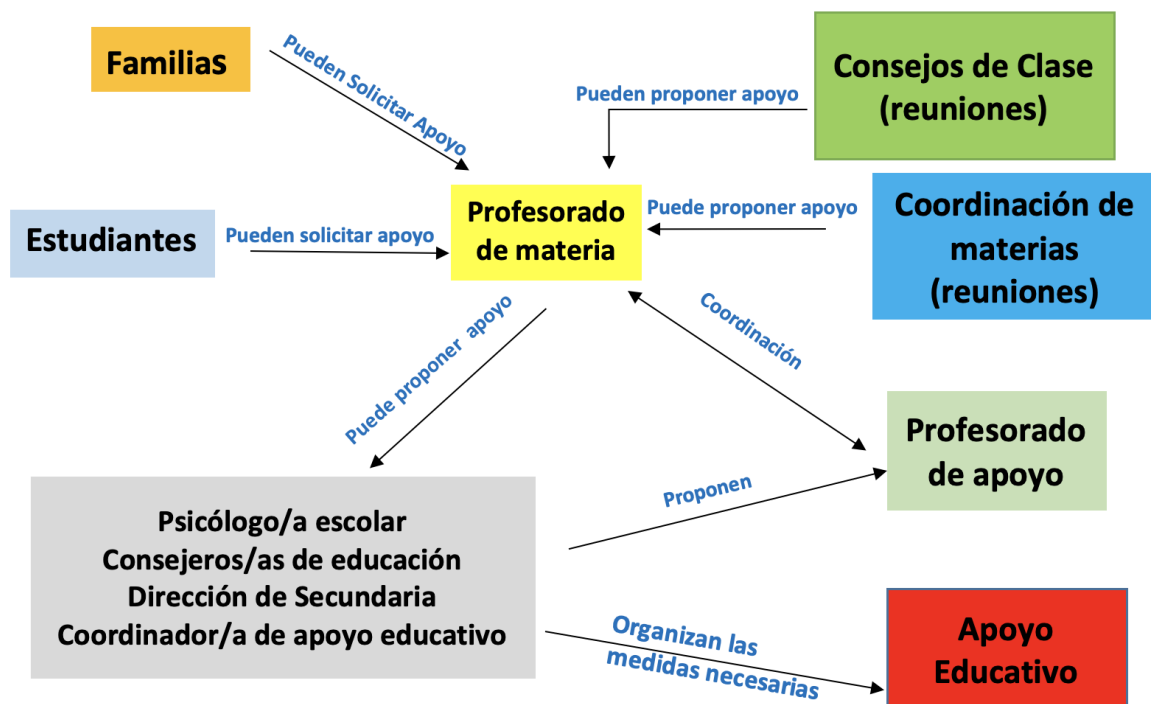 Familias
Pueden Solicitar Apoyo
Consejos de Clase
(reuniones)
Pueden proponer apoyo
Estudiantes
Pueden solicitar apoyo
Profesorado
de materia
Puede proponer apoyo
Coordinación de
materias
(reuniones)
Puede proponer apoyo
Coordinación
Profesorado
de apoyo
Psicólogo/a escolar
Consejeros/as de educación
Dirección de Secundaria
Coordinador/a de apoyo educativo
Proponen
Organizan las
medidas necesarias
Apoyo
Educativo